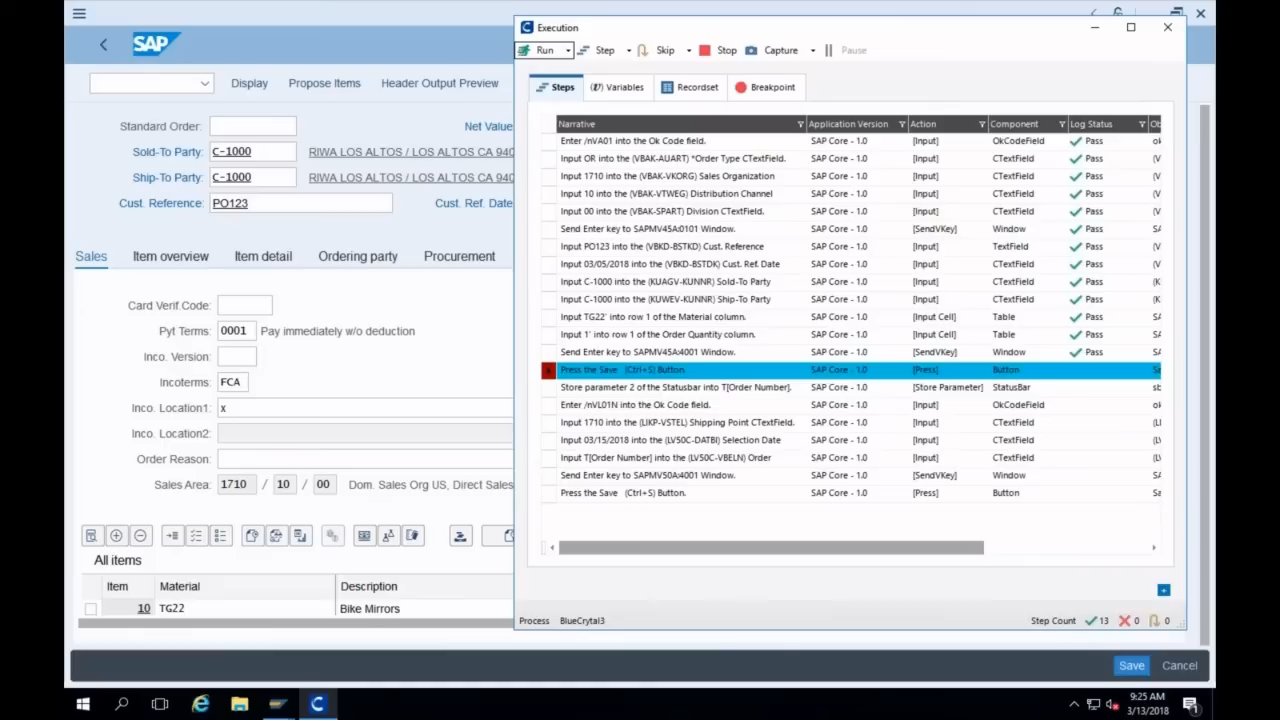 Execution
SAP
Run Step Skip Stop Capture Pause
Display Propose Items Header Output Preview
Steps Variables Recordset Breakpoint
Standard Order: Net Value
Sold-To Party: C-1000 RIWA LOS ALTOS / LOS ALTOS CA 940
Ship-To Party: C-1000 RIWA LOS ALTOS / LOS ALTOS CA 940
Cust. Reference: PO123 Cust. Ref. Date
Sales Item overview Item detail Ordering party Procurement
Card Verif.Code:
Pyt Terms: 0001 Pay immediately w/o deduction
Inco. Version:
Incoterms: FCA
Inco. Location1: x
Inco. Location2:
Order Reason:
Sales Area: 1710 / 10 / 00 Dom. Sales Org US, Direct Sales
All items
Item Material Description
10 TG22 Bike Mirrors
Narrative Application Version Action Component Log Status Ob
Enter /nVA01 into the Ok Code field. SAP Core - 1.0 [Input] OkCodeField Pass ok
Input OR into the (VBAK-AUART) *Order Type CTextField. SAP Core - 1.0 [Input] CTextField Pass (V
Input 1710 into the (VBAK-VKORG) Sales Organization SAP Core - 1.0 [Input] CTextField Pass (V
Input 10 into the (VBAK-VTWEG) Distribution Channel SAP Core - 1.0 [Input] CTextField Pass (V
Input 00 into the (VBAK-SPART) Division CTextField. SAP Core - 1.0 [Input] CTextField Pass (V
Send Enter key to SAPMV45A:0101 Window. SAP Core - 1.0 [SendVKey] Window Pass SA
Input PO123 into the (VBKD-BSTKD) Cust. Reference SAP Core - 1.0 [Input] TextField Pass (V
Input 03/05/2018 into the (VBKD-BSTDK) Cust. Ref. Date SAP Core - 1.0 [Input] CTextField Pass (V
Input C-1000 into the (KUAGV-KUNNR) Sold-To Party SAP Core - 1.0 [Input] CTextField Pass (K
Input C-1000 into the (KUWEV-KUNNR) Ship-To Party SAP Core - 1.0 [Input] CTextField Pass (K
Input TG22' into row 1 of the Material column. SAP Core - 1.0 [Input Cell] Table Pass SA
Input 1' into row 1 of the Order Quantity column. SAP Core - 1.0 [Input Cell] Table Pass SA
Send Enter key to SAPMV45A:4001 Window. SAP Core - 1.0 [SendVKey] Window Pass SA
Press the Save (Ctrl+S) Button. SAP Core - 1.0 [Press] Button Sa
Store parameter 2 of the Statusbar into T[Order Number]. SAP Core - 1.0 [Store Parameter] StatusBar sb
Enter /nVL01N into the Ok Code field. SAP Core - 1.0 [Input] OkCodeField ok
Input 1710 into the (LIKP-VSTEL) Shipping Point CTextField. SAP Core - 1.0 [Input] CTextField (LI
Input 03/15/2018 into the (LV50C-DATBI) Selection Date SAP Core - 1.0 [Input] CTextField (LV
Input T[Order Number] into the (LV50C-VBELN) Order SAP Core - 1.0 [Input] CTextField (LV
Send Enter key to SAPMV50A:4001 Window. SAP Core - 1.0 [SendVKey] Window SA
Press the Save (Ctrl+S) Button. SAP Core - 1.0 [Press] Button Sa
Process BlueCrytal3 Step Count 13 0 0
Save Cancel
9:25 AM
3/13/2018
1